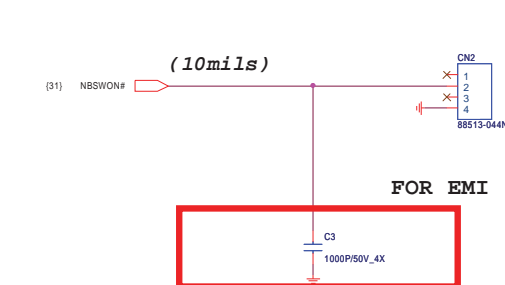 (10mils)
CN2
{31} NBSWON#
1
2
3
4
88513-044N
FOR EMI
C3
1000P/50V_4X